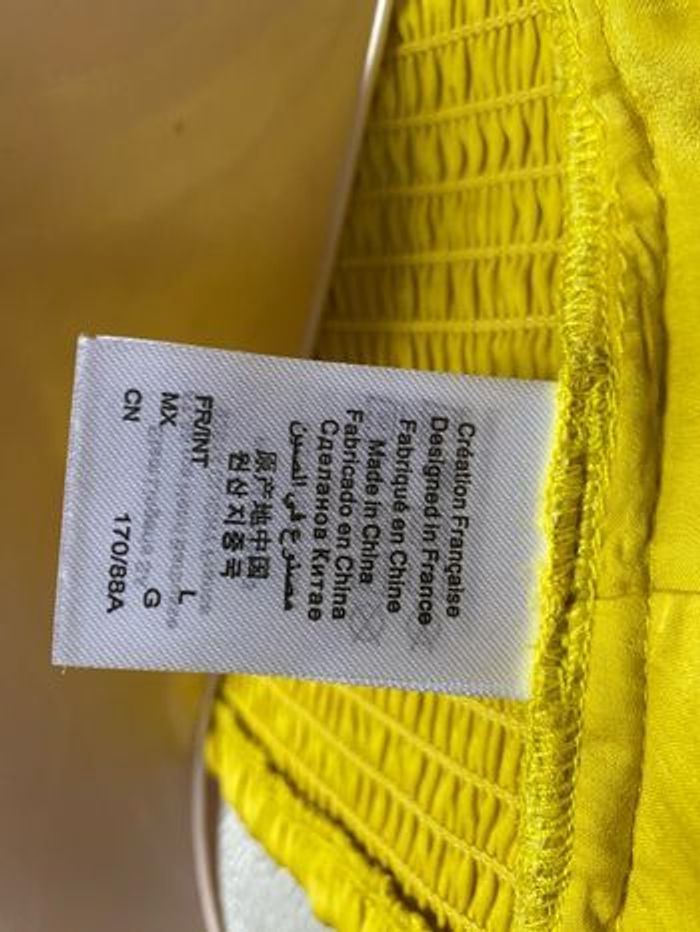 Création Française
Designed in France
Fabriqué en Chine
Made in China
Fabricado en China
Сделанов Китае
مصنوع في الصين
原产地中国
원산지중국
FR/INT L
MX G
CN 170/88A